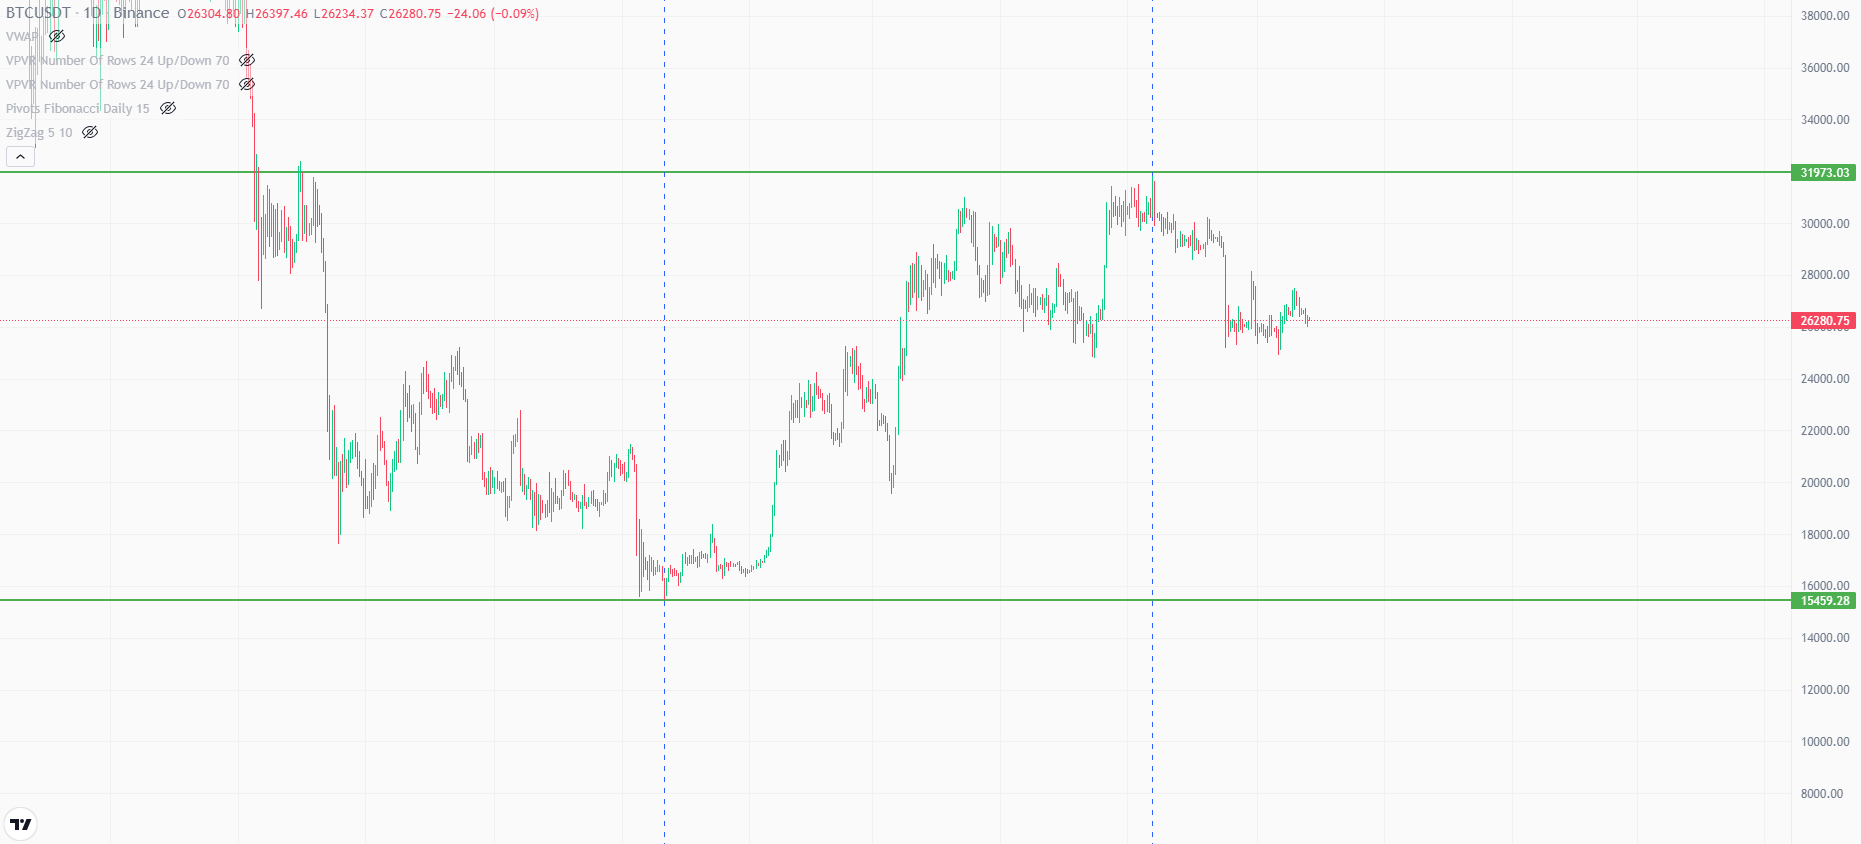 BTCUSDT · 1D · Binance O26304.80 H26397.46 L26234.37 C26280.75 −24.06 (−0.09%)
VWAP
VPVR Number Of Rows 24 Up/Down 70
VPVR Number Of Rows 24 Up/Down 70
Pivots Fibonacci Daily 15
ZigZag 5 10
38000.00
36000.00
34000.00
31973.03
30000.00
28000.00
26280.75
24000.00
22000.00
20000.00
18000.00
16000.00
15459.28
14000.00
12000.00
10000.00
8000.00